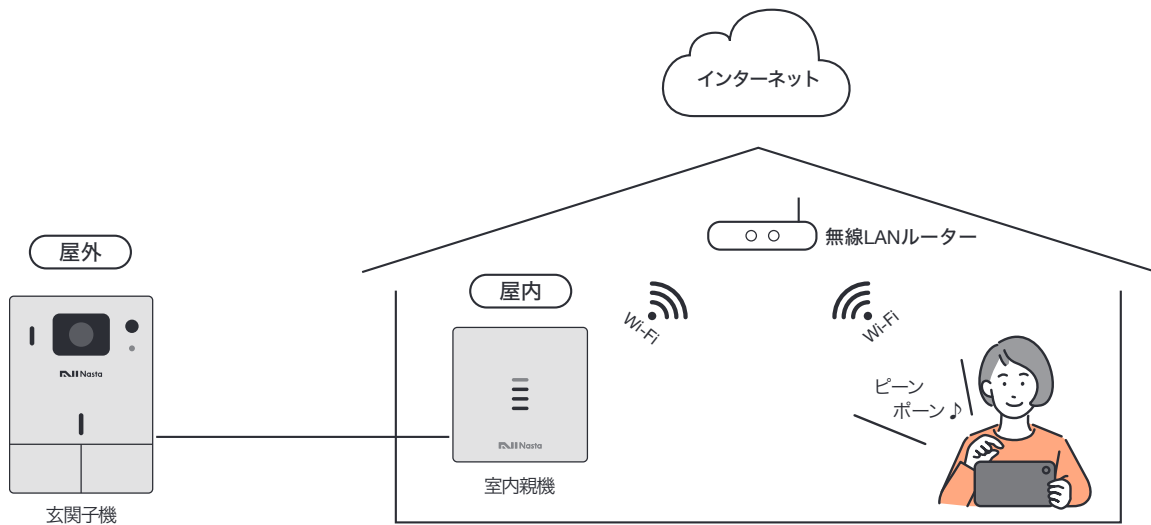 インターネット
屋外
無線LANルーター
屋内
Wi-Fi
Wi-Fi
Nasta
ピーン
ポーン♪
Nasta
室内親機
玄関子機